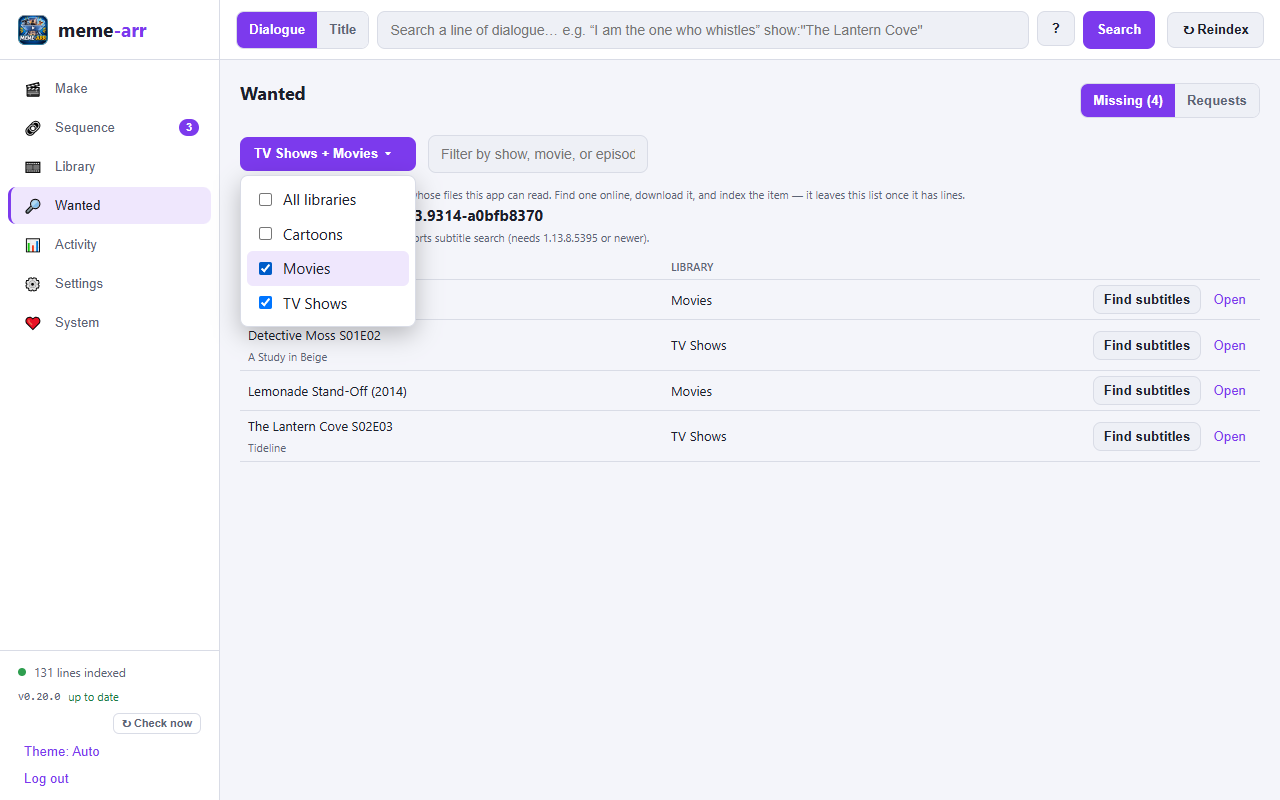 meme-arr
Dialogue Title Search a line of dialogue… e.g. “I am the one who whistles” show:"The Lantern Cove" ? Search ↻ Reindex
Make
Sequence 3
Library
Wanted
Activity
Settings
System
131 lines indexed
v0.20.0 up to date
↻ Check now
Theme: Auto
Log out
Wanted
Missing (4) Requests
TV Shows + Movies Filter by show, movie, or episod
All libraries
Cartoons
Movies
TV Shows
whose files this app can read. Find one online, download it, and index the item — it leaves this list once it has lines.
3.9314-a0bfb8370
orts subtitle search (needs 1.13.8.5395 or newer).
LIBRARY
Movies Find subtitles Open
Detective Moss S01E02
A Study in Beige
TV Shows Find subtitles Open
Lemonade Stand-Off (2014) Movies Find subtitles Open
The Lantern Cove S02E03
Tideline
TV Shows Find subtitles Open